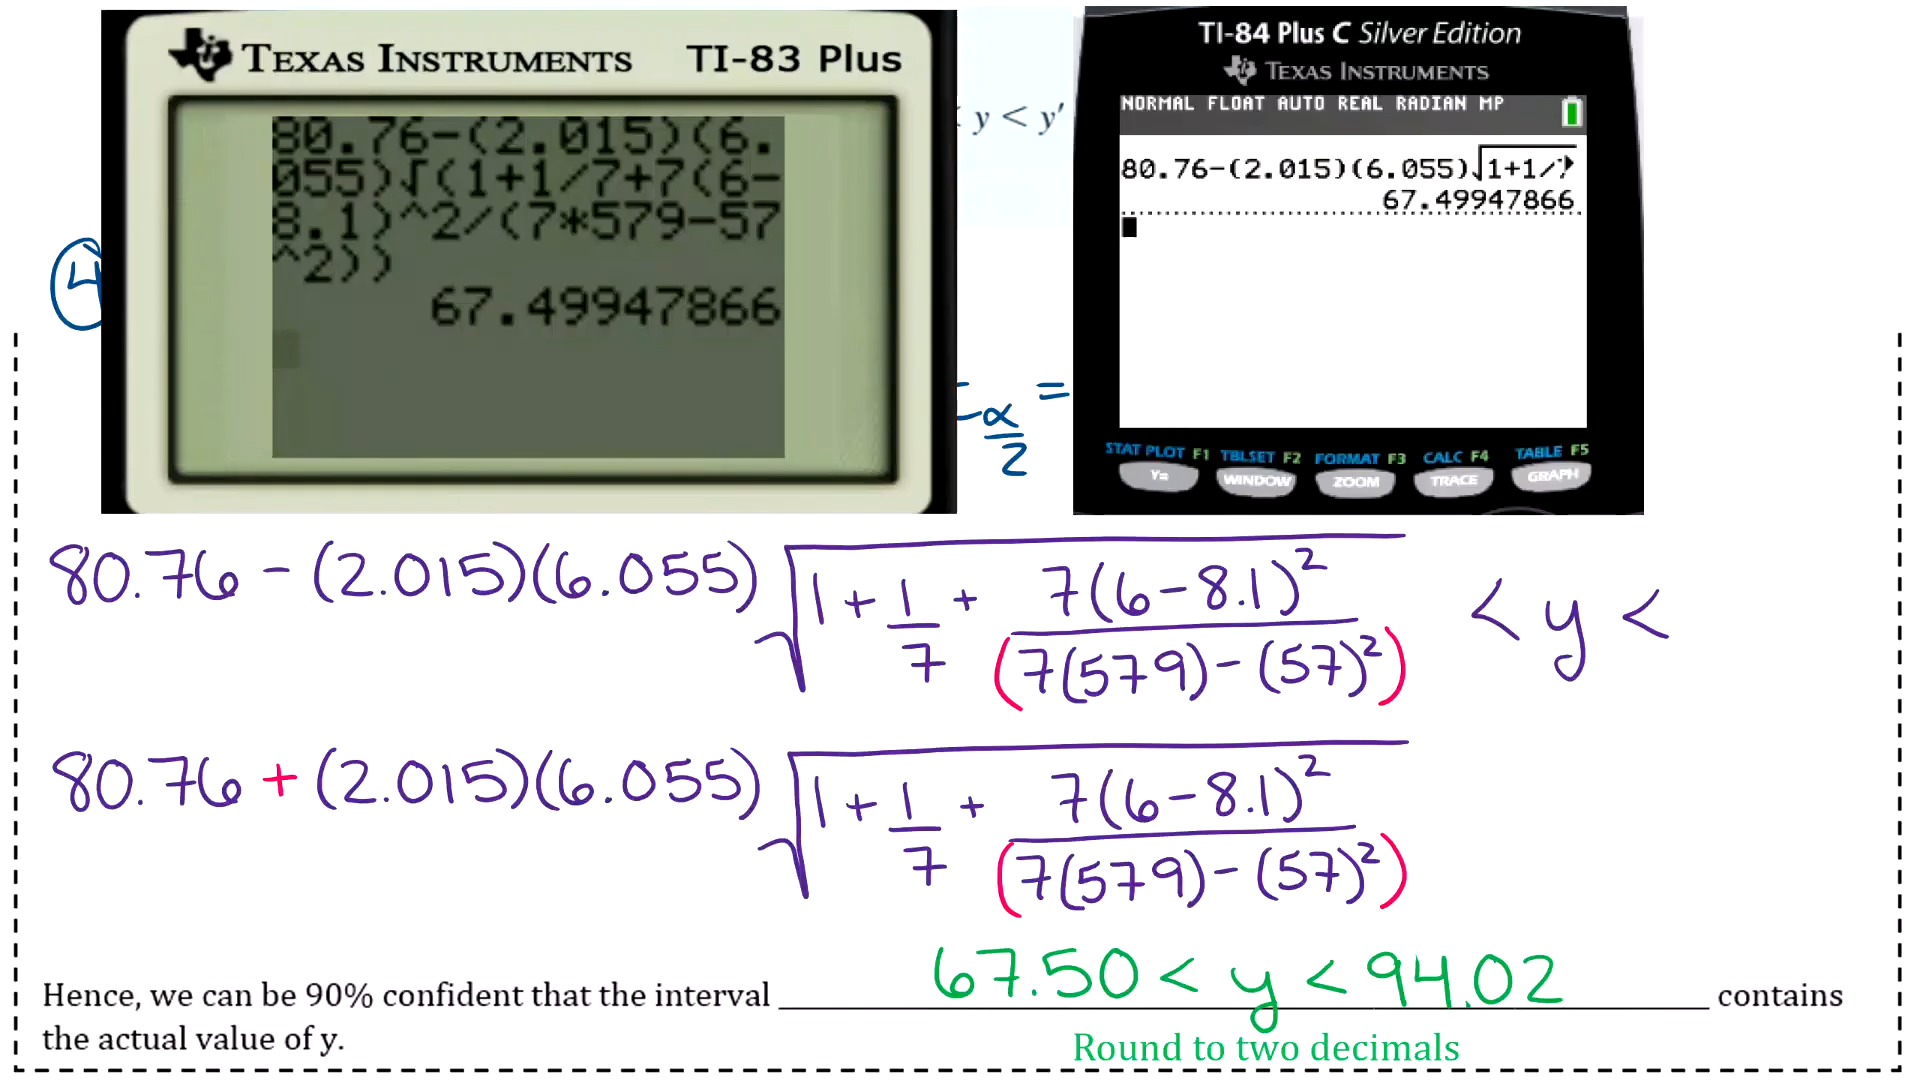 TEXAS INSTRUMENTS TI-83 Plus
80.76-(2.015)(6.
055)√(1+1/7+7(6-
8.1)^2/(7*579-57
^2))
67.49947866
< y < y′
TI-84 Plus C Silver Edition
TEXAS INSTRUMENTS
NORMAL FLOAT AUTO REAL RADIAN MP
80.76-(2.015)(6.055)√1+1/7
67.49947866
STAT PLOT F1 TBLSET F2 FORMAT F3 CALC F4 TABLE F5
Y= WINDOW ZOOM TRACE GRAPH
4
α/2 =
80.76 - (2.015)(6.055) √1 + 1/7 + 7(6-8.1)²/(7(579)-(57)²) < y <
80.76 + (2.015)(6.055) √1 + 1/7 + 7(6-8.1)²/(7(579)-(57)²)
67.50 < y < 94.02
Hence, we can be 90% confident that the interval contains
the actual value of y.
Round to two decimals